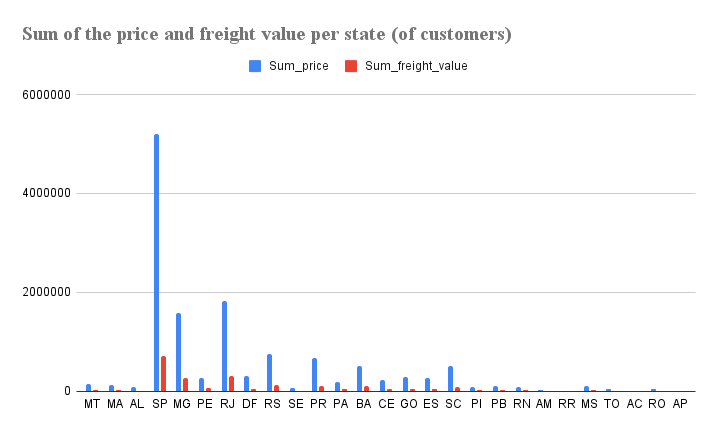 Sum of the price and freight value per state (of customers)
Sum_price Sum_freight_value
6000000
4000000
2000000
0
MT MA AL SP MG PE RJ DF RS SE PR PA BA CE GO ES SC PI PB RN AM RR MS TO AC RO AP